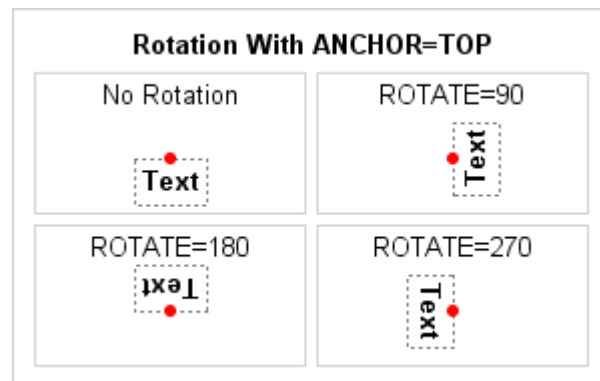 Rotation With ANCHOR=TOP
No Rotation
Text
ROTATE=90
Text
ROTATE=180
Text
ROTATE=270
Text